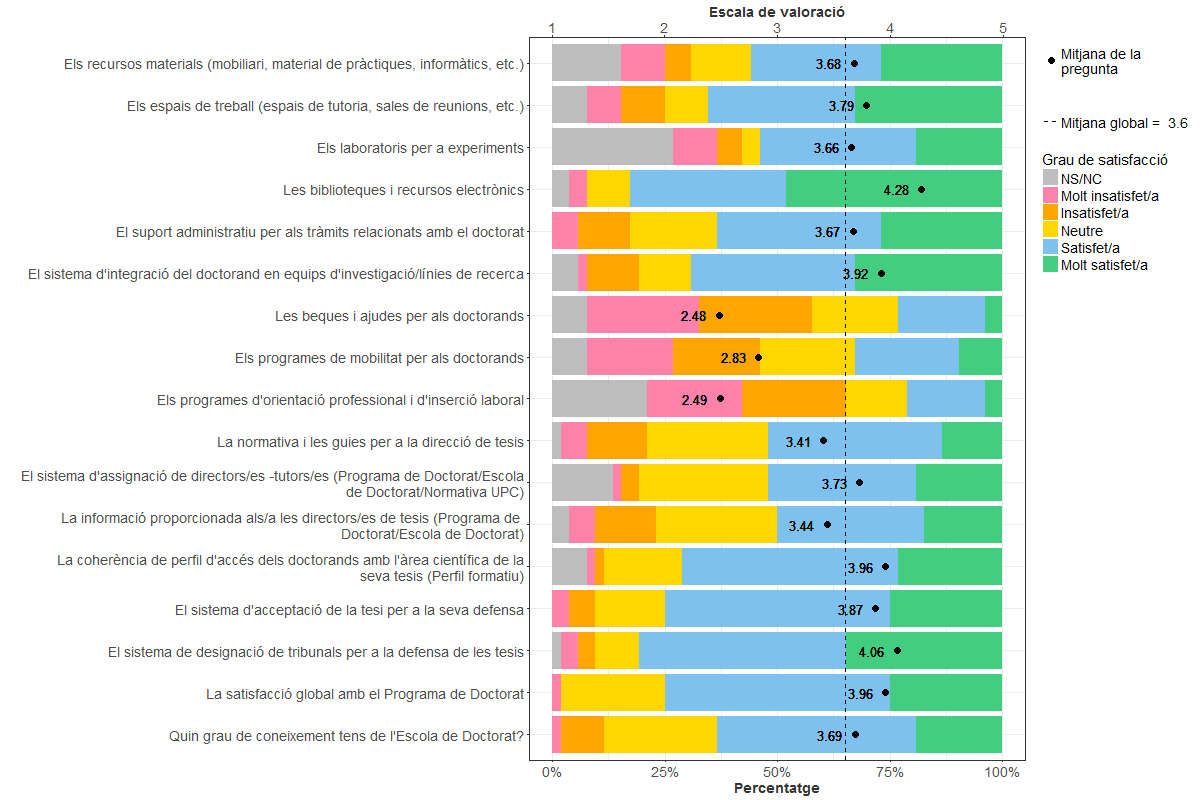 Escala de valoració
1 2 3 4 5
Els recursos materials (mobiliari, material de pràctiques, informàtics, etc.) 3.68
Els espais de treball (espais de tutoria, sales de reunions, etc.) 3.79
Els laboratoris per a experiments 3.66
Les biblioteques i recursos electrònics 4.28
El suport administratiu per als tràmits relacionats amb el doctorat 3.67
El sistema d'integració del doctorand en equips d'investigació/línies de recerca 3.92
Les beques i ajudes per als doctorands 2.48
Els programes de mobilitat per als doctorands 2.83
Els programes d'orientació professional i d'inserció laboral 2.49
La normativa i les guies per a la direcció de tesis 3.41
El sistema d'assignació de directors/es -tutors/es (Programa de Doctorat/Escola
de Doctorat/Normativa UPC) 3.73
La informació proporcionada als/a les directors/es de tesis (Programa de
Doctorat/Escola de Doctorat) 3.44
La coherència de perfil d'accés dels doctorands amb l'àrea científica de la
seva tesis (Perfil formatiu) 3.96
El sistema d'acceptació de la tesi per a la seva defensa 3.87
El sistema de designació de tribunals per a la defensa de les tesis 4.06
La satisfacció global amb el Programa de Doctorat 3.96
Quin grau de coneixement tens de l'Escola de Doctorat? 3.69
0% 25% 50% 75% 100%
Percentatge
Mitjana de la
pregunta
Mitjana global = 3.6
Grau de satisfacció
NS/NC
Molt insatisfet/a
Insatisfet/a
Neutre
Satisfet/a
Molt satisfet/a